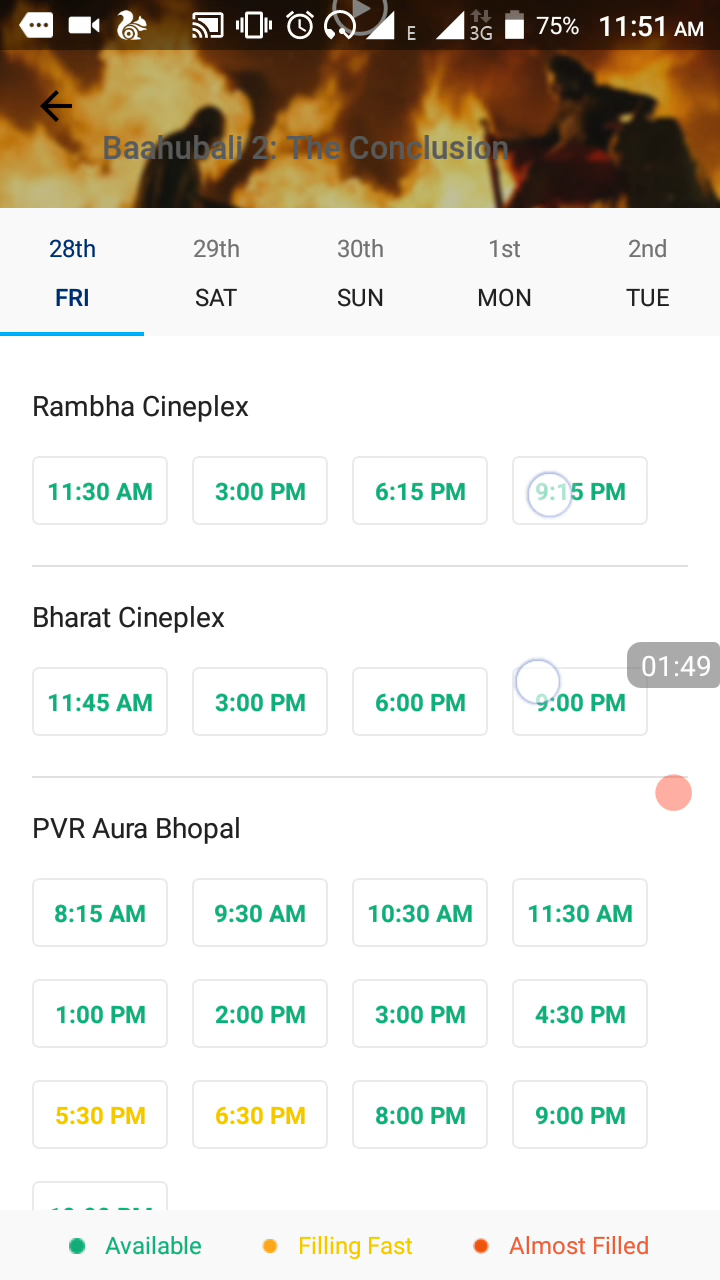 E 3G 75% 11:51 AM
Baahubali 2: The Conclusion
28th 29th 30th 1st 2nd
FRI SAT SUN MON TUE
Rambha Cineplex
11:30 AM 3:00 PM 6:15 PM 9:15 PM
Bharat Cineplex
01:49
11:45 AM 3:00 PM 6:00 PM 9:00 PM
PVR Aura Bhopal
8:15 AM 9:30 AM 10:30 AM 11:30 AM
1:00 PM 2:00 PM 3:00 PM 4:30 PM
5:30 PM 6:30 PM 8:00 PM 9:00 PM
Available Filling Fast Almost Filled